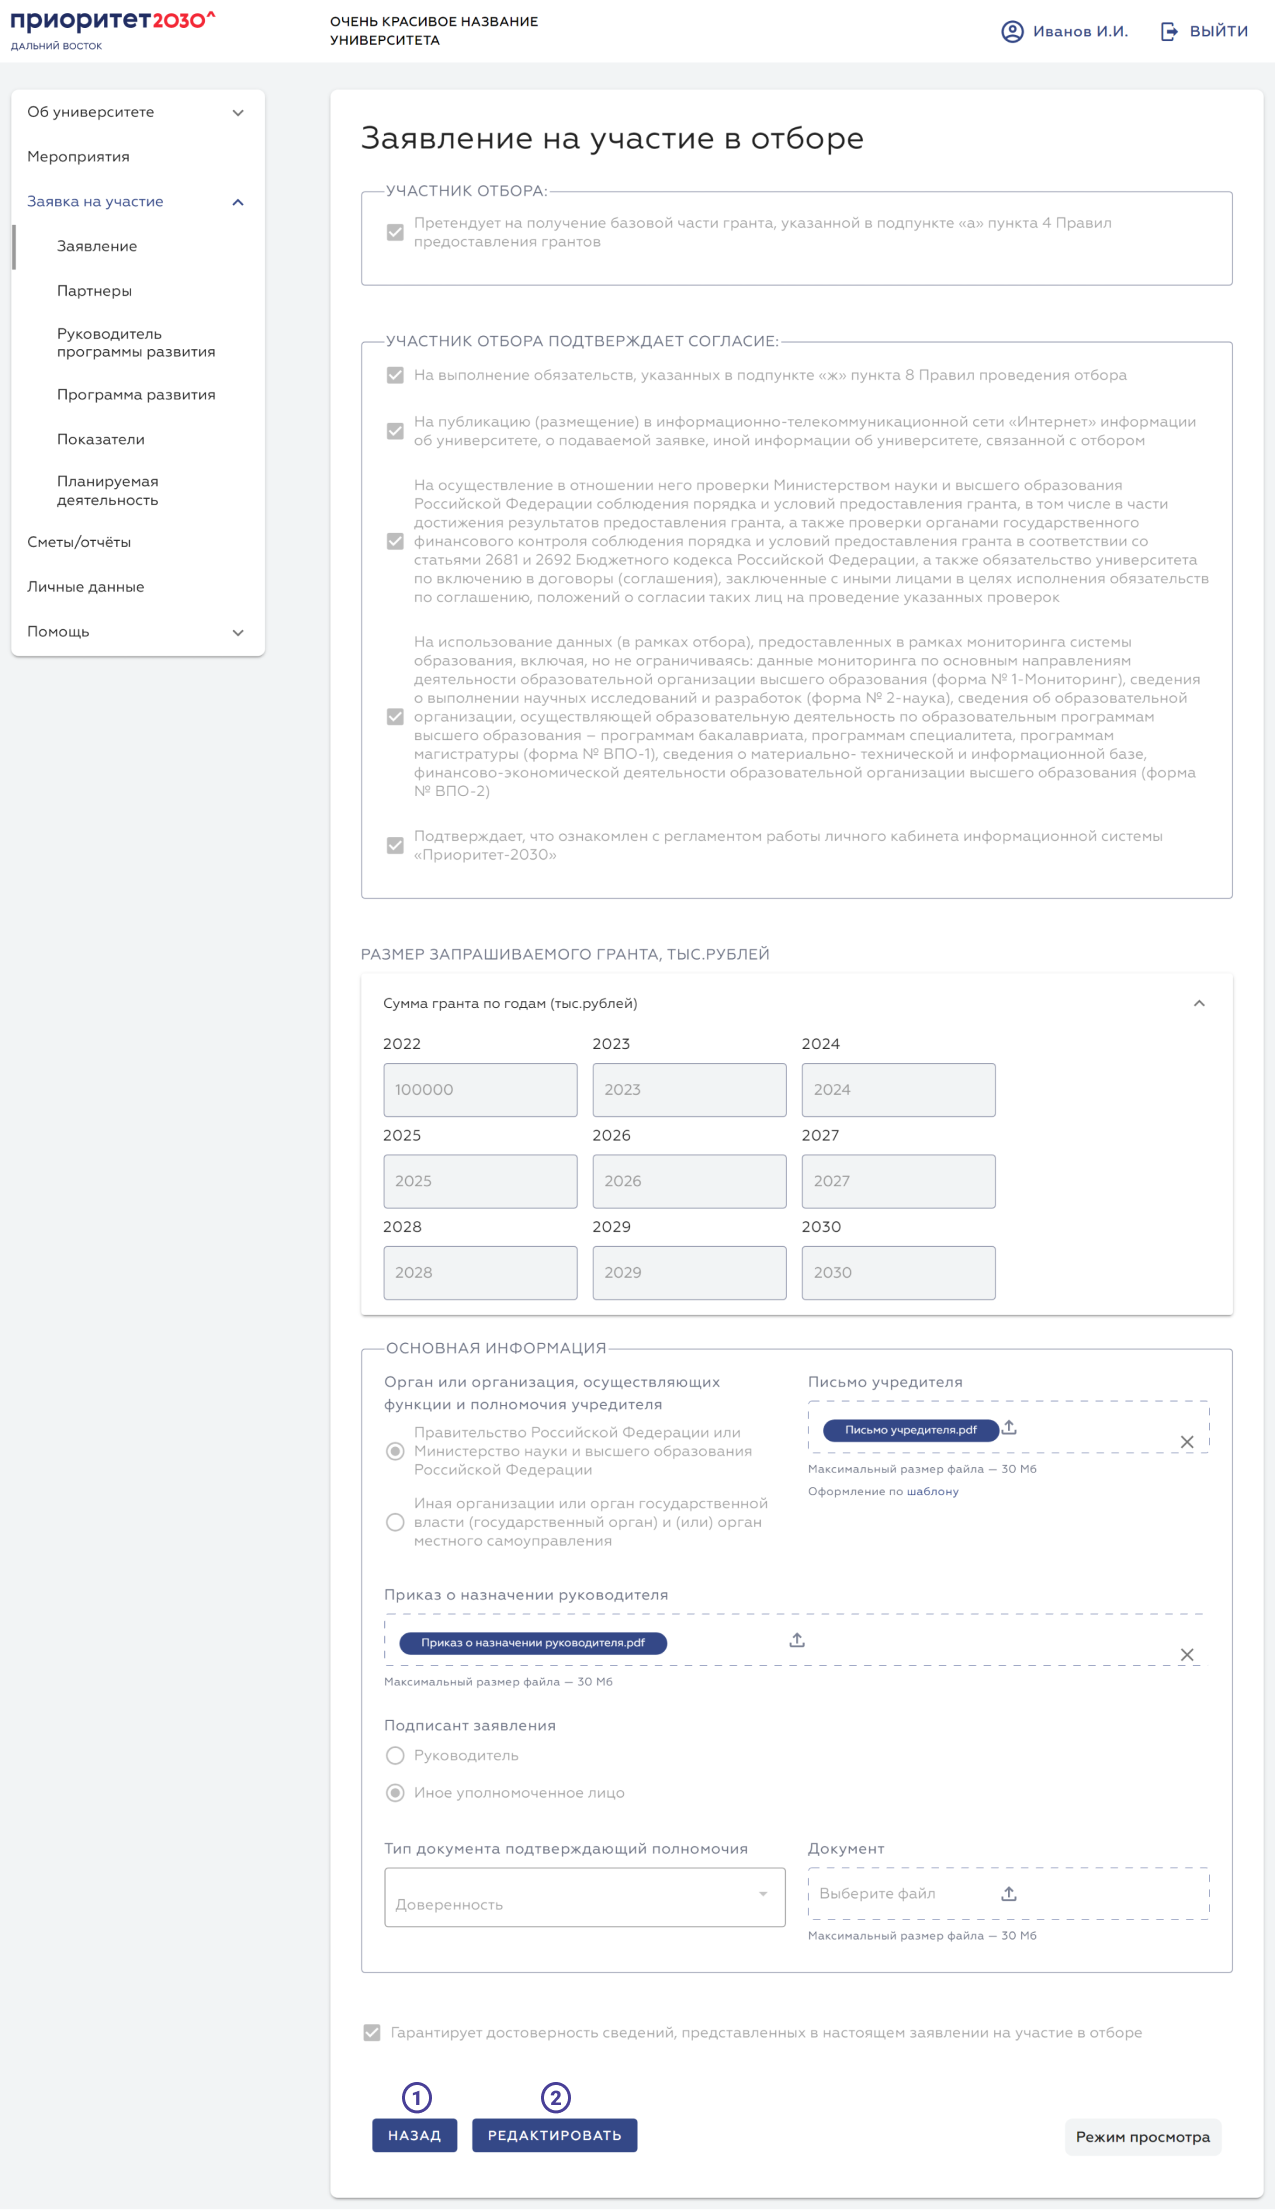 приоритет2030^
ДАЛЬНИЙ ВОСТОК
ОЧЕНЬ КРАСИВОЕ НАЗВАНИЕ
УНИВЕРСИТЕТА
Иванов И.И.
ВЫЙТИ
Об университете
Мероприятия
Заявка на участие
Заявление
Партнеры
Руководитель
программы развития
Программа развития
Показатели
Планируемая
деятельность
Сметы/отчёты
Личные данные
Помощь
Заявление на участие в отборе
УЧАСТНИК ОТБОРА:
Претендует на получение базовой части гранта, указанной в подпункте «а» пункта 4 Правил
предоставления грантов
УЧАСТНИК ОТБОРА ПОДТВЕРЖДАЕТ СОГЛАСИЕ:
На выполнение обязательств, указанных в подпункте «ж» пункта 8 Правил проведения отбора
На публикацию (размещение) в информационно-телекоммуникационной сети «Интернет» информации
об университете, о подаваемой заявке, иной информации об университете, связанной с отбором
На осуществление в отношении него проверки Министерством науки и высшего образования
Российской Федерации соблюдения порядка и условий предоставления гранта, в том числе в части
достижения результатов предоставления гранта, а также проверки органами государственного
финансового контроля соблюдения порядка и условий предоставления гранта в соответствии со
статьями 2681 и 2692 Бюджетного кодекса Российской Федерации, а также обязательство университета
по включению в договоры (соглашения), заключенные с иными лицами в целях исполнения обязательств
по соглашению, положений о согласии таких лиц на проведение указанных проверок
На использование данных (в рамках отбора), предоставленных в рамках мониторинга системы
образования, включая, но не ограничиваясь: данные мониторинга по основным направлениям
деятельности образовательной организации высшего образования (форма № 1-Мониторинг), сведения
о выполнении научных исследований и разработок (форма № 2-наука), сведения об образовательной
организации, осуществляющей образовательную деятельность по образовательным программам
высшего образования – программам бакалавриата, программам специалитета, программам
магистратуры (форма № ВПО-1), сведения о материально- технической и информационной базе,
финансово-экономической деятельности образовательной организации высшего образования (форма
№ ВПО-2)
Подтверждает, что ознакомлен с регламентом работы личного кабинета информационной системы
«Приоритет-2030»
РАЗМЕР ЗАПРАШИВАЕМОГО ГРАНТА, ТЫС.РУБЛЕЙ
Сумма гранта по годам (тыс.рублей)
2022 2023 2024
100000 2023 2024
2025 2026 2027
2025 2026 2027
2028 2029 2030
2028 2029 2030
ОСНОВНАЯ ИНФОРМАЦИЯ
Орган или организация, осуществляющих
функции и полномочия учредителя
Правительство Российской Федерации или
Министерство науки и высшего образования
Российской Федерации
Иная организации или орган государственной
власти (государственный орган) и (или) орган
местного самоуправления
Письмо учредителя
Письмо учредителя.pdf
Максимальный размер файла — 30 Мб
Оформление по шаблону
Приказ о назначении руководителя
Приказ о назначении руководителя.pdf
Максимальный размер файла — 30 Мб
Подписант заявления
Руководитель
Иное уполномоченное лицо
Тип документа подтверждающий полномочия
Доверенность
Документ
Выберите файл
Максимальный размер файла — 30 Мб
Гарантирует достоверность сведений, представленных в настоящем заявлении на участие в отборе
1 2
НАЗАД РЕДАКТИРОВАТЬ
Режим просмотра